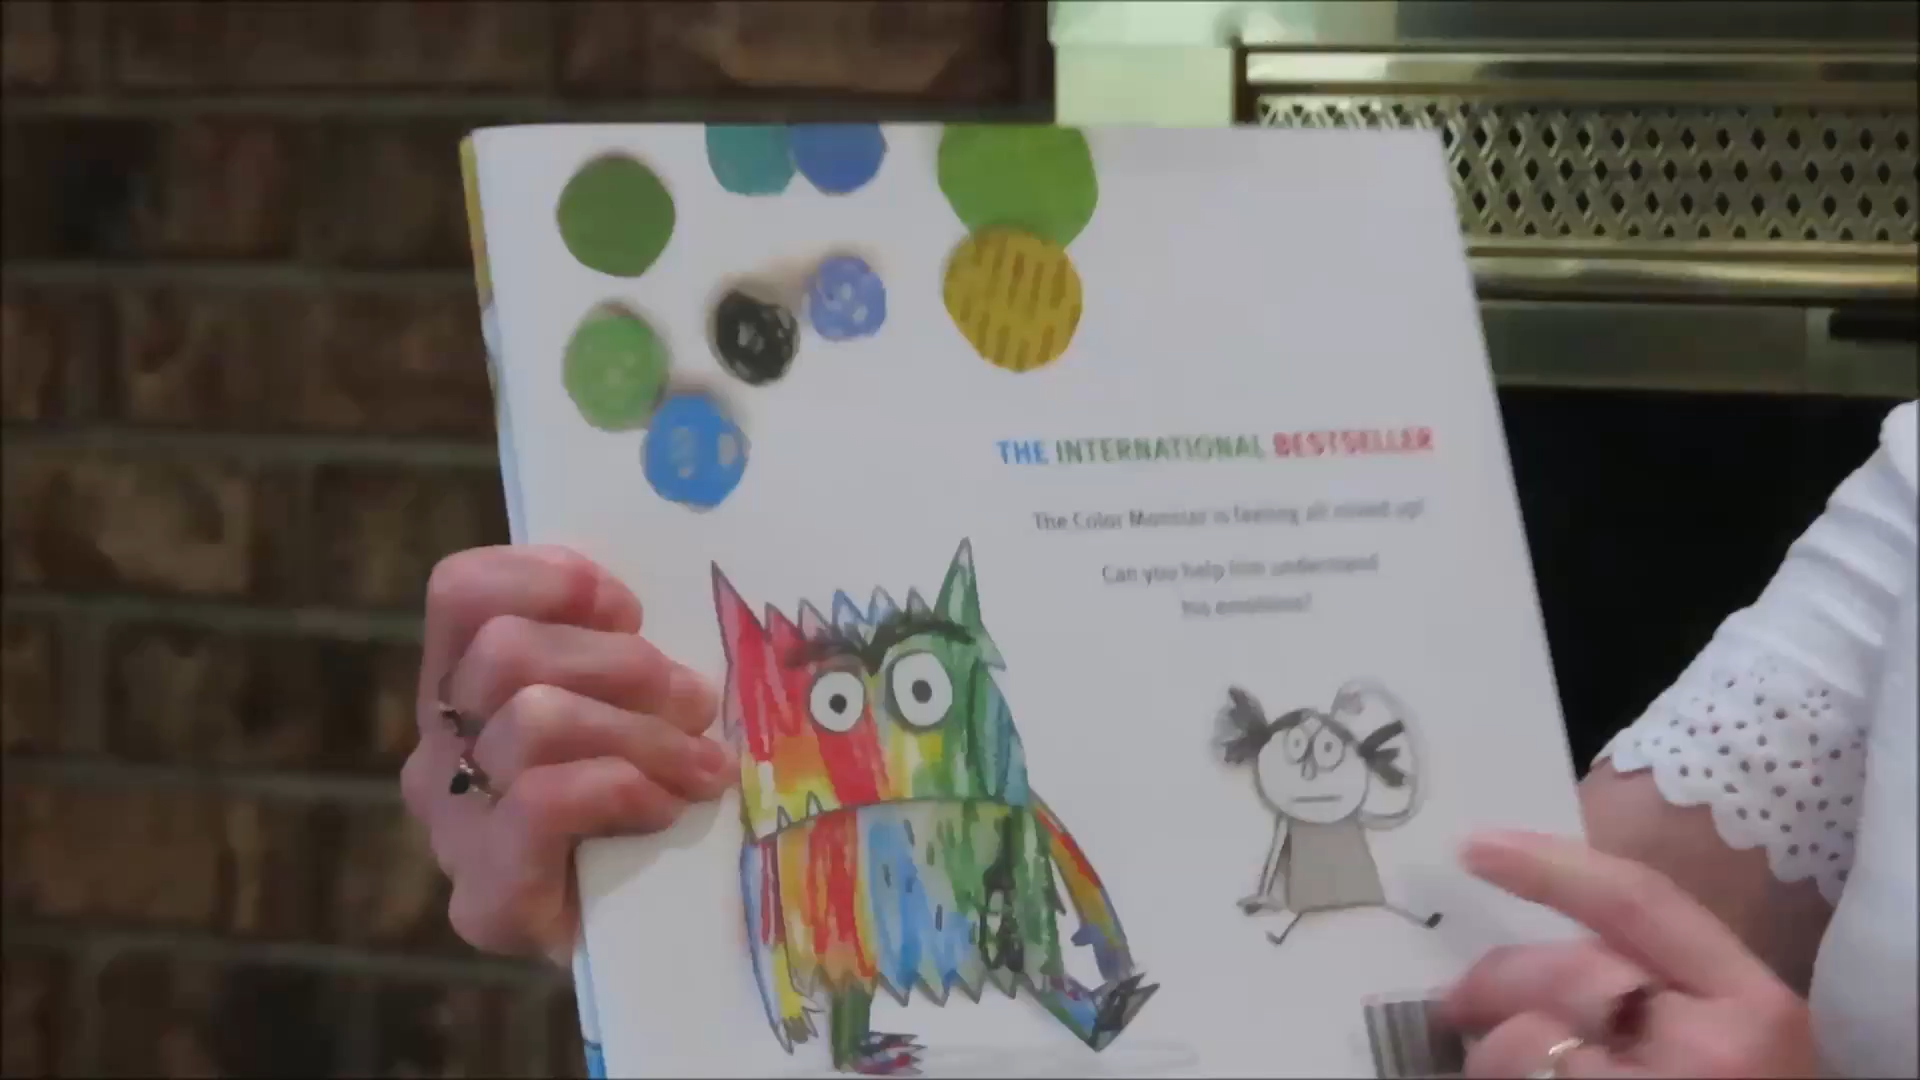 THE INTERNATIONAL BESTSELLER
The Color Monster is feeling all mixed up!
Can you help him understand
his emotions?